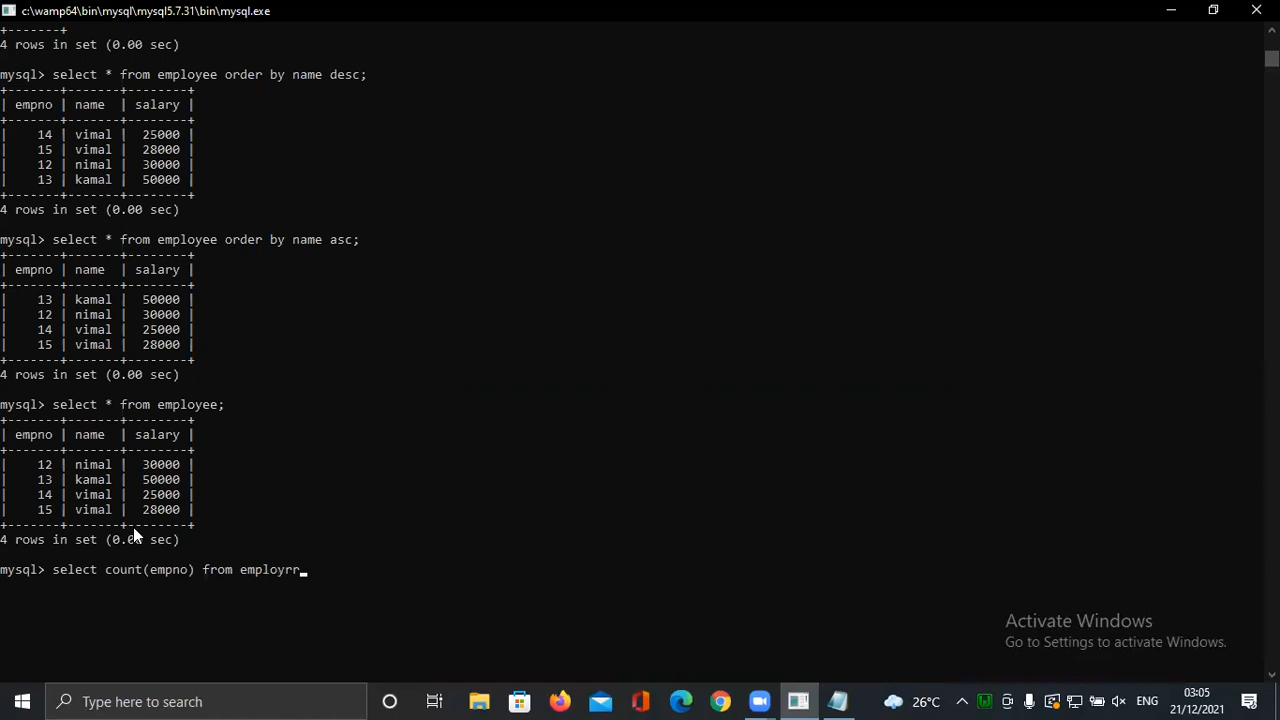 c:\wamp64\bin\mysql\mysql5.7.31\bin\mysql.exe
+-------+
4 rows in set (0.00 sec)
mysql> select * from employee order by name desc;
+-------+-------+--------+
| empno | name  | salary |
+-------+-------+--------+
|    14 | vimal |  25000 |
|    15 | vimal |  28000 |
|    12 | nimal |  30000 |
|    13 | kamal |  50000 |
+-------+-------+--------+
4 rows in set (0.00 sec)
mysql> select * from employee order by name asc;
+-------+-------+--------+
| empno | name  | salary |
+-------+-------+--------+
|    13 | kamal |  50000 |
|    12 | nimal |  30000 |
|    14 | vimal |  25000 |
|    15 | vimal |  28000 |
+-------+-------+--------+
4 rows in set (0.00 sec)
mysql> select * from employee;
+-------+-------+--------+
| empno | name  | salary |
+-------+-------+--------+
|    12 | nimal |  30000 |
|    13 | kamal |  50000 |
|    14 | vimal |  25000 |
|    15 | vimal |  28000 |
+-------+-------+--------+
4 rows in set (0.00 sec)
mysql> select count(empno) from employrr_
Activate Windows
Go to Settings to activate Windows.
Type here to search
26°C
ENG
03:05
21/12/2021